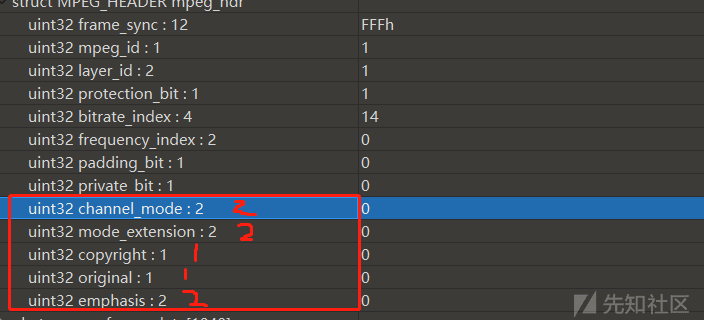 struct MPEG_HEADER mpeg_hdr
uint32 frame_sync : 12 FFFh
uint32 mpeg_id : 1 1
uint32 layer_id : 2 1
uint32 protection_bit : 1 1
uint32 bitrate_index : 4 14
uint32 frequency_index : 2 0
uint32 padding_bit : 1 0
uint32 private_bit : 1 0
uint32 channel_mode : 2 2 0
uint32 mode_extension : 2 2 0
uint32 copyright : 1 1 0
uint32 original : 1 1 0
uint32 emphasis : 2 2 0
先知社区